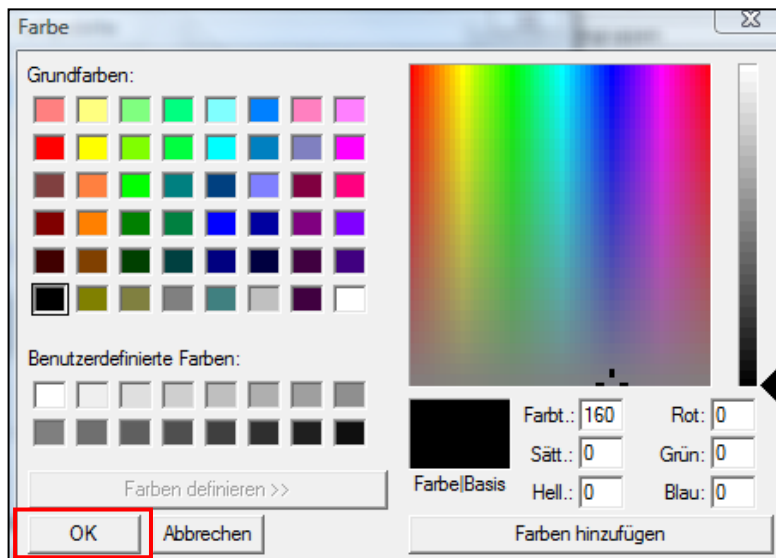 Farbe
Grundfarben:
Benutzerdefinierte Farben:
Farben definieren >>
OK
Abbrechen
Farbe|Basis
Farbt.: 160
Sätt.: 0
Hell.: 0
Rot: 0
Grün: 0
Blau: 0
Farben hinzufügen